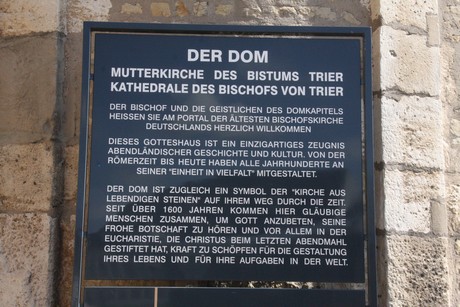 DER DOM
MUTTERKIRCHE DES BISTUMS TRIER
KATHEDRALE DES BISCHOFS VON TRIER
DER BISCHOF UND DIE GEISTLICHEN DES DOMKAPITELS
HEISSEN SIE AM PORTAL DER ÄLTESTEN BISCHOFSKIRCHE
DEUTSCHLANDS HERZLICH WILLKOMMEN
DIESES GOTTESHAUS IST EIN EINZIGARTIGES ZEUGNIS
ABENDLÄNDISCHER GESCHICHTE UND KULTUR. VON DER
RÖMERZEIT BIS HEUTE HABEN ALLE JAHRHUNDERTE AN
SEINER "EINHEIT IN VIELFALT" MITGESTALTET.
DER DOM IST ZUGLEICH EIN SYMBOL DER "KIRCHE AUS
LEBENDIGEN STEINEN" AUF IHREM WEG DURCH DIE ZEIT.
SEIT ÜBER 1600 JAHREN KOMMEN HIER GLÄUBIGE
MENSCHEN ZUSAMMEN, UM GOTT ANZUBETEN, SEINE
FROHE BOTSCHAFT ZU HÖREN UND VOR ALLEM IN DER
EUCHARISTIE, DIE CHRISTUS BEIM LETZTEN ABENDMAHL
GESTIFTET HAT, KRAFT ZU SCHÖPFEN FÜR DIE GESTALTUNG
IHRES LEBENS UND FÜR IHRE AUFGABEN IN DER WELT.